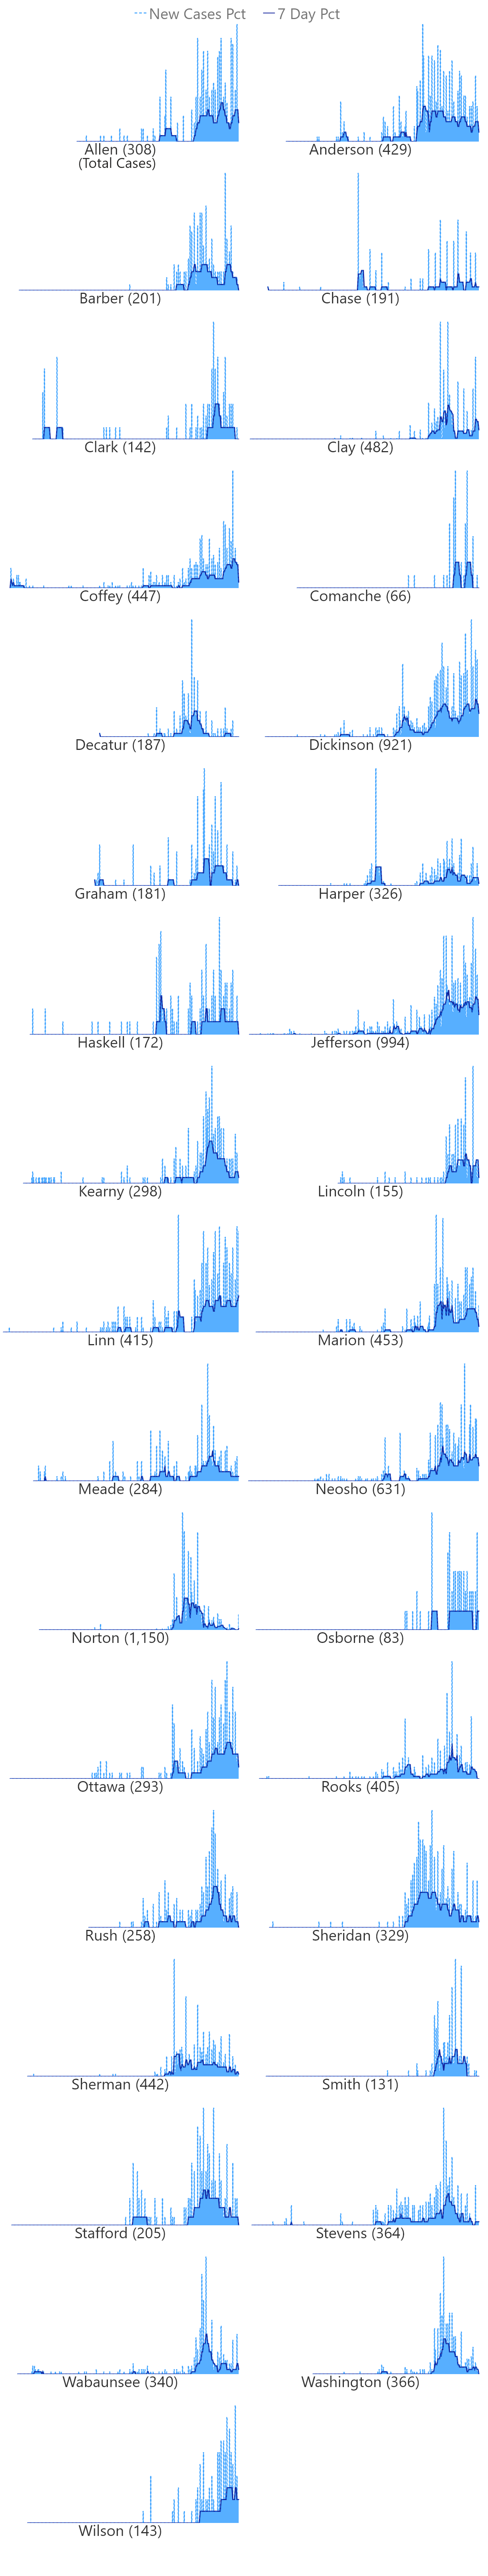 New Cases Pct 7 Day Pct
Allen (308) Anderson (429)
(Total Cases)
Barber (201) Chase (191)
Clark (142) Clay (482)
Coffey (447) Comanche (66)
Decatur (187) Dickinson (921)
Graham (181) Harper (326)
Haskell (172) Jefferson (994)
Kearny (298) Lincoln (155)
Linn (415) Marion (453)
Meade (284) Neosho (631)
Norton (1,150) Osborne (83)
Ottawa (293) Rooks (405)
Rush (258) Sheridan (329)
Sherman (442) Smith (131)
Stafford (205) Stevens (364)
Wabaunsee (340) Washington (366)
Wilson (143)